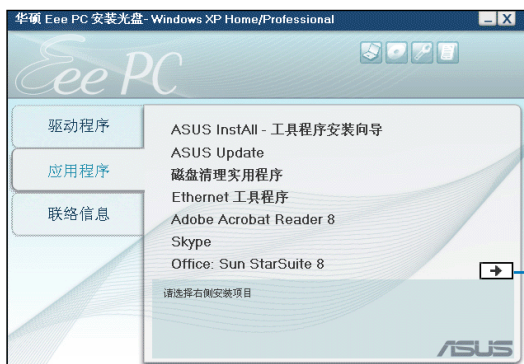 华硕 Eee PC 安装光盘- Windows XP Home/Professional
Eee PC
驱动程序
应用程序
联络信息
ASUS InstAll - 工具程序安装向导
ASUS Update
磁盘清理实用程序
Ethernet 工具程序
Adobe Acrobat Reader 8
Skype
Office: Sun StarSuite 8
请选择右侧安装项目
ASUS